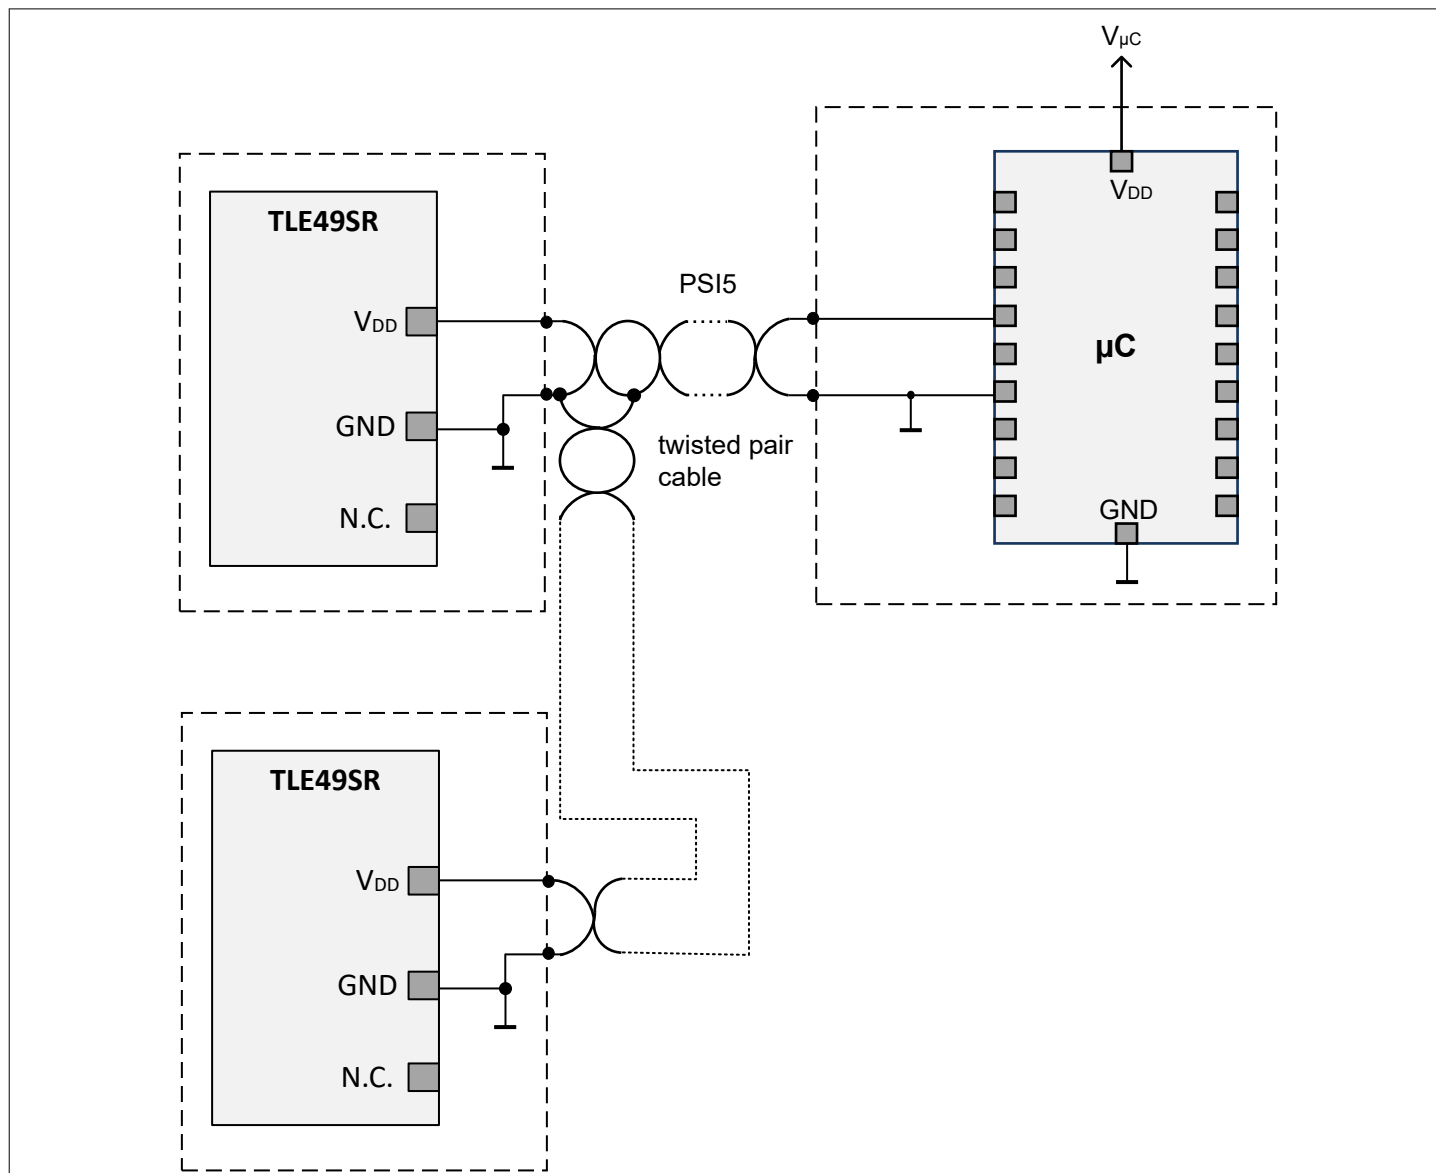 VµC
TLE49SR
VDD
GND
N.C.
PSI5
twisted pair
cable
VDD
µC
GND
TLE49SR
VDD
GND
N.C.